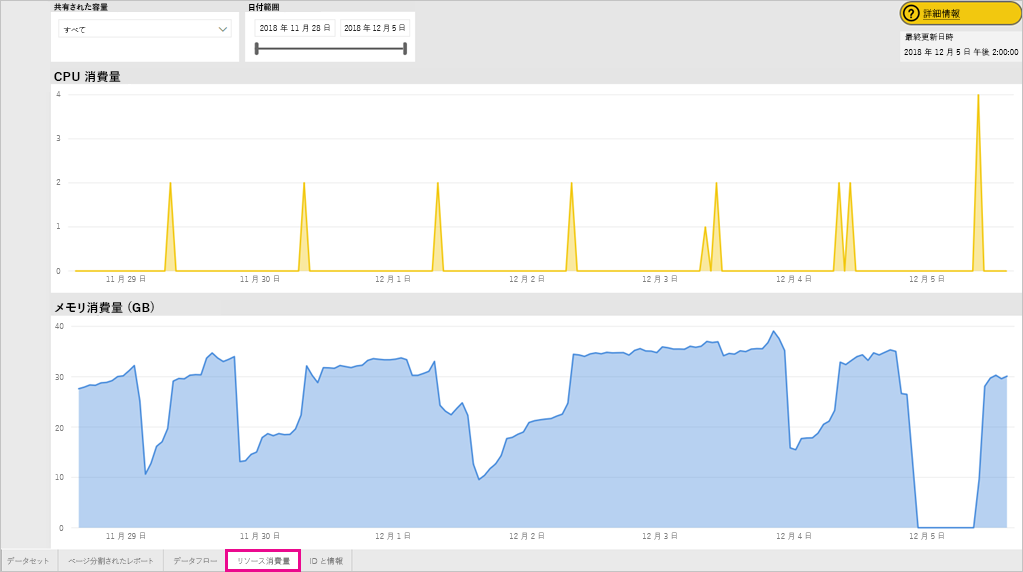 共有された容量
すべて
日付範囲
2018 年 11 月 28 日
2018 年 12 月 5 日
? 詳細情報
最終更新日時
2018 年 12 月 5 日 午後 2:00:00
CPU 消費量
4
3
2
1
0
11 月 29 日
11 月 30 日
12 月 1 日
12 月 2 日
12 月 3 日
12 月 4 日
12 月 5 日
メモリ消費量 (GB)
40
30
20
10
0
11 月 29 日
11 月 30 日
12 月 1 日
12 月 2 日
12 月 3 日
12 月 4 日
12 月 5 日
データセット
ページ分割されたレポート
データフロー
リソース消費量
ID と情報